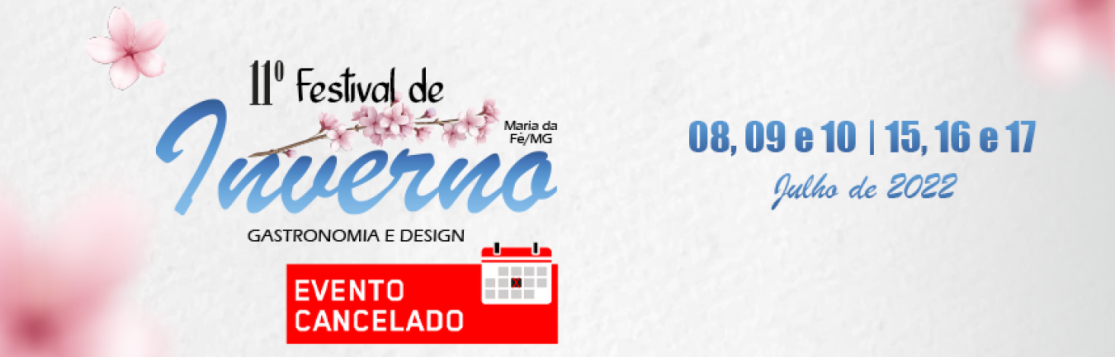 11º Festival de
Inverno
Maria da
Fé/MG
GASTRONOMIA E DESIGN
EVENTO
CANCELADO
08, 09 e 10 | 15, 16 e 17
Julho de 2022